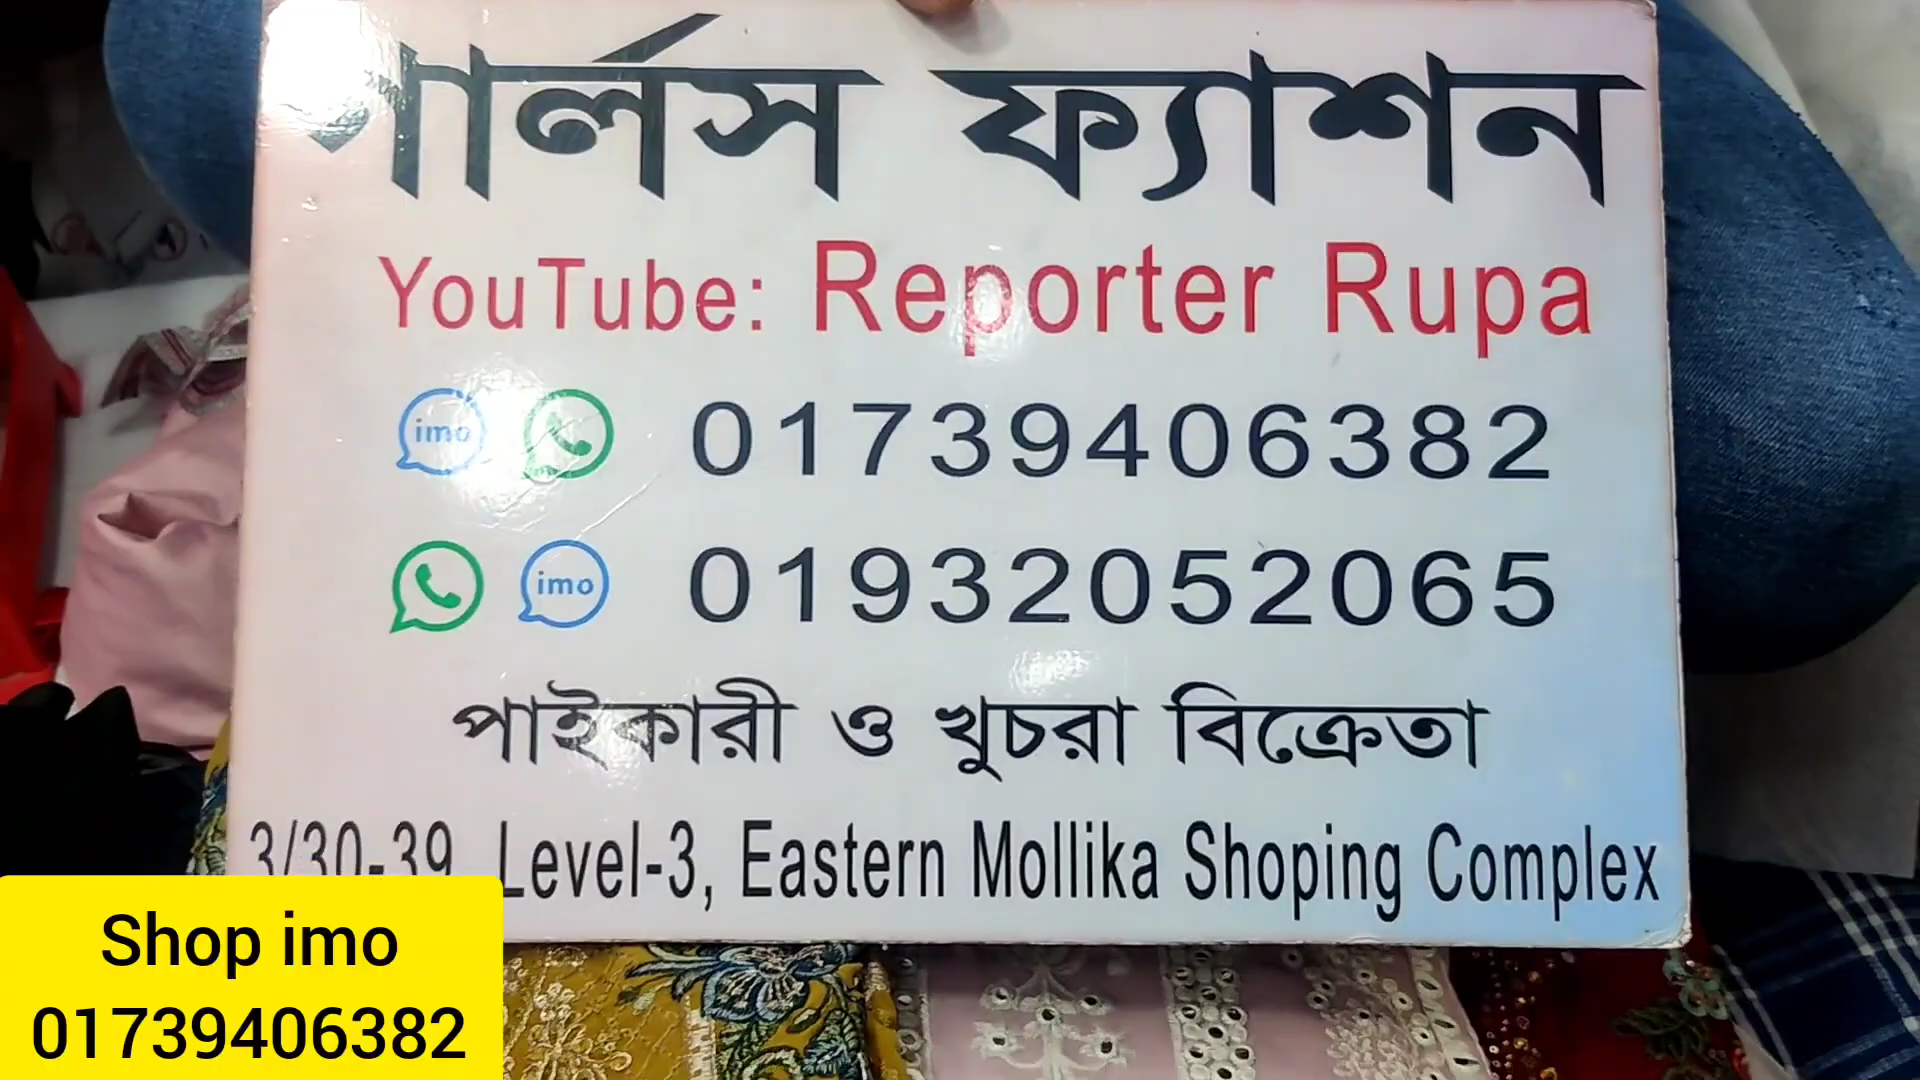 পার্লস ফ্যাশন
YouTube: Reporter Rupa
imo 01739406382
imo 01932052065
পাইকারী ও খুচরা বিক্রেতা
3/30-39, Level-3, Eastern Mollika Shoping Complex
Shop imo
01739406382